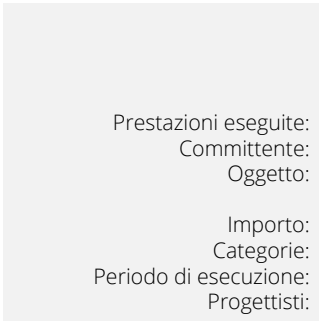 Prestazioni eseguite:
Committente:
Oggetto:
Importo:
Categorie:
Periodo di esecuzione:
Progettisti: